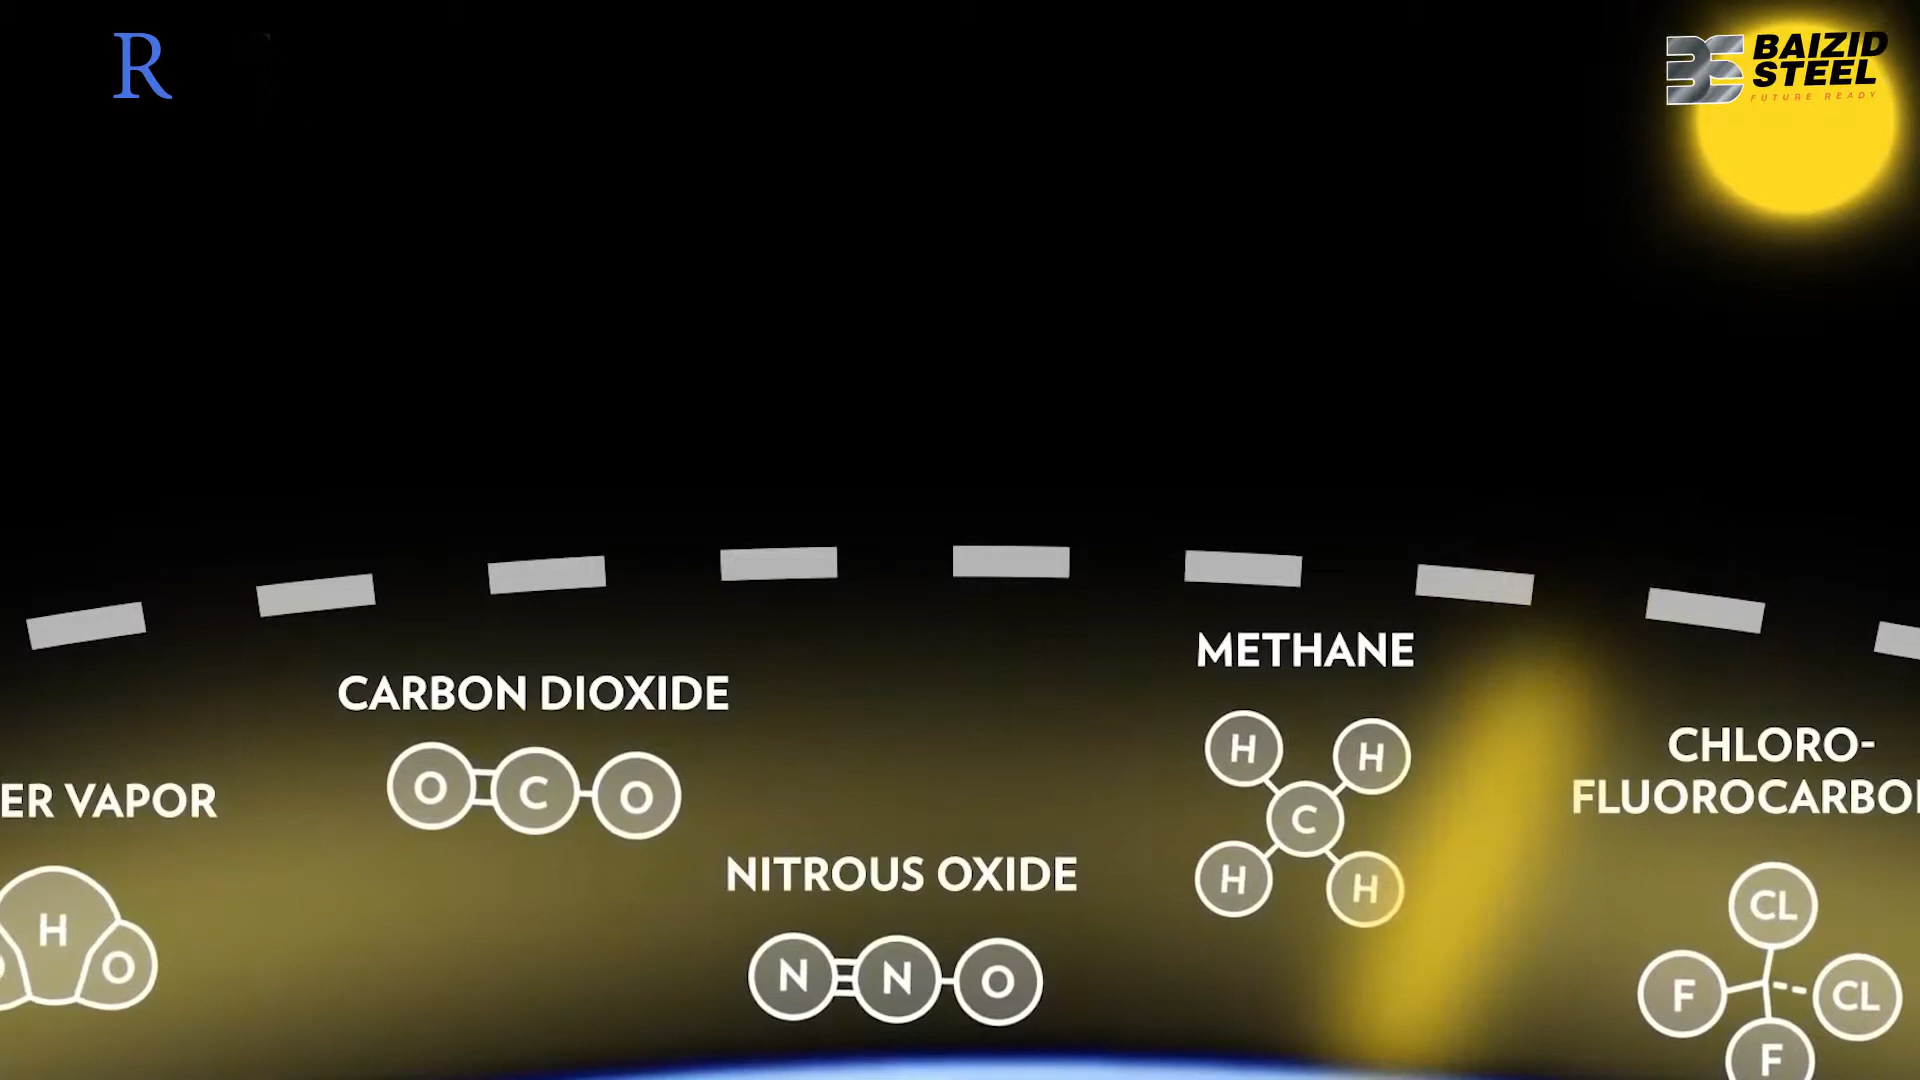 R
BAIZID
STEEL
FUTURE READY
METHANE
CARBON DIOXIDE
CHLORO-
FLUOROCARBO
ER VAPOR
NITROUS OXIDE
O C O
H H
C
H H
H
O
N N O
CL
F CL
F